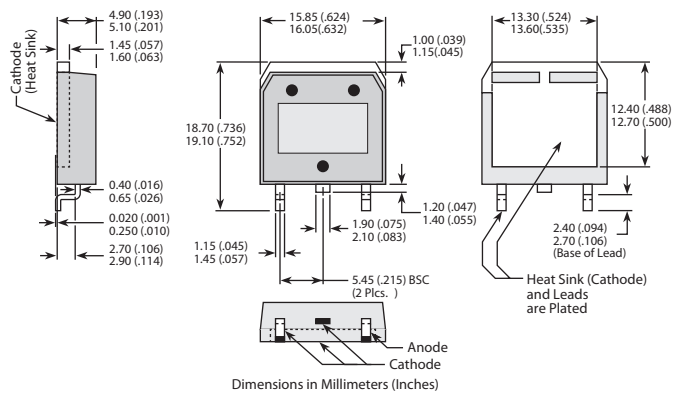 4.90 (.193)
5.10 (.201)
1.45 (.057)
1.60 (.063)
Cathode
(Heat Sink)
0.40 (.016)
0.65 (.026)
0.020 (.001)
0.250 (.010)
2.70 (.106)
2.90 (.114)
15.85 (.624)
16.05(.632)
1.00 (.039)
1.15(.045)
18.70 (.736)
19.10 (.752)
1.20 (.047)
1.40 (.055)
1.90 (.075)
2.10 (.083)
1.15 (.045)
1.45 (.057)
5.45 (.215) BSC
(2 Plcs. )
13.30 (.524)
13.60(.535)
12.40 (.488)
12.70 (.500)
2.40 (.094)
2.70 (.106)
(Base of Lead)
Heat Sink (Cathode)
and Leads
are Plated
Anode
Cathode
Dimensions in Millimeters (Inches)